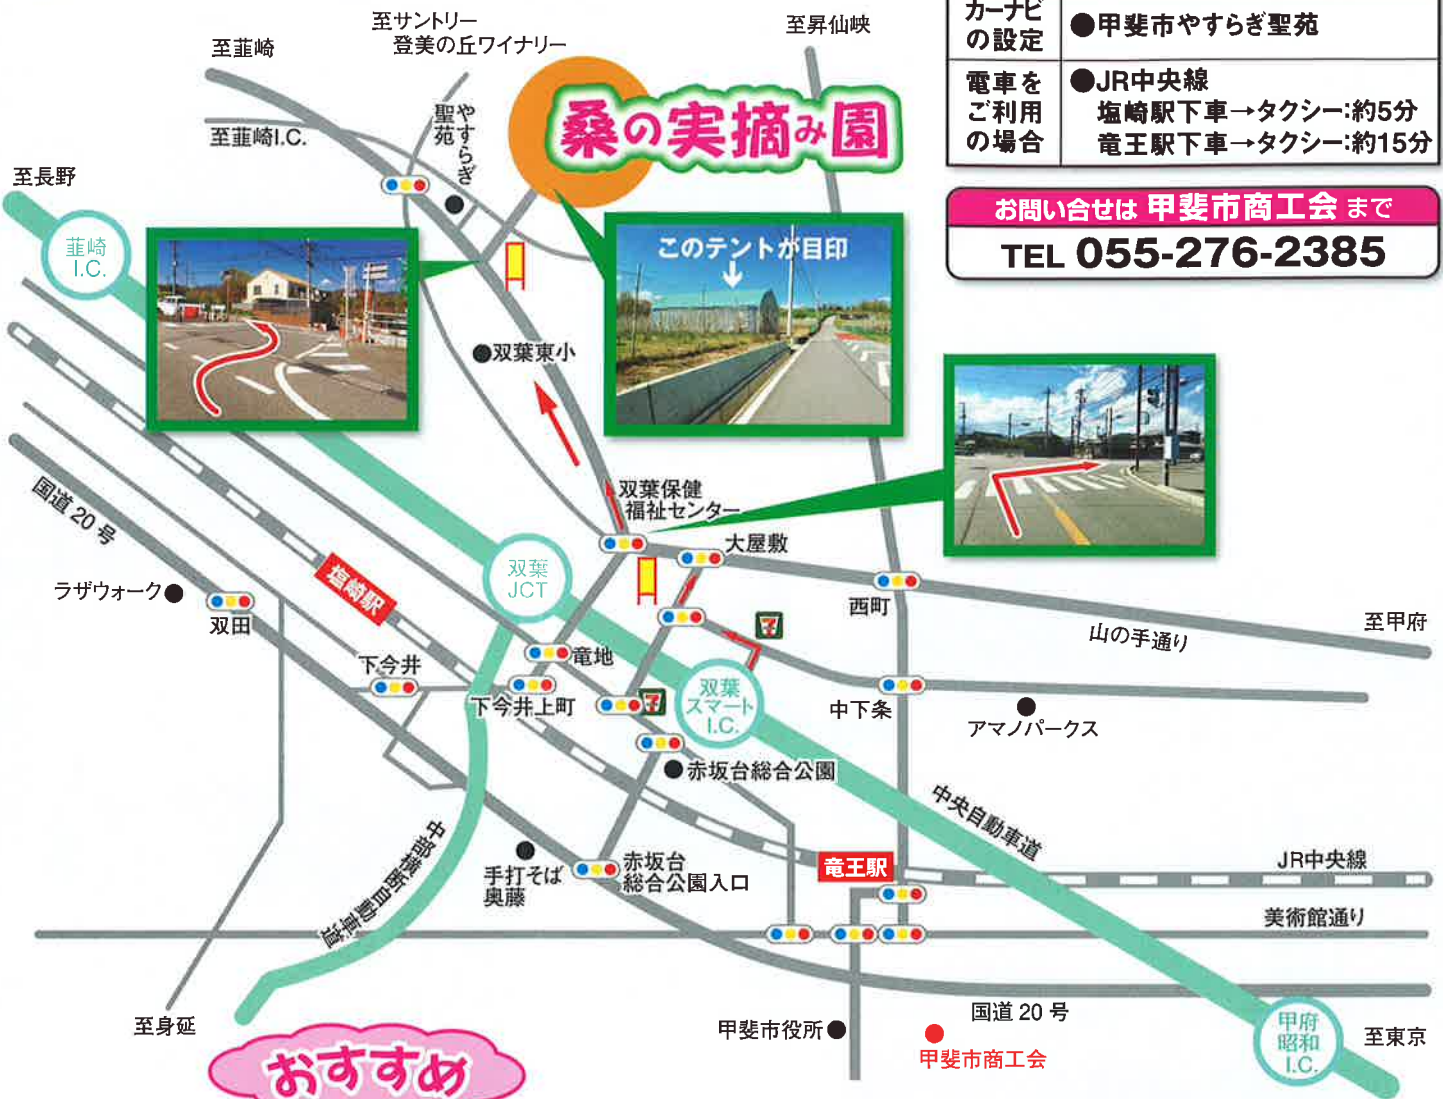 カーナビ
の設定
●甲斐市やすらぎ聖苑
電車を
ご利用
の場合
●JR中央線
塩崎駅下車→タクシー:約5分
竜王駅下車→タクシー:約15分
お問い合せは 甲斐市商工会 まで
TEL 055-276-2385
至サントリー
登美の丘ワイナリー
至昇仙峡
至韮崎
至韮崎I.C.
やすらぎ
聖苑
桑の実摘み園
至長野
韮崎
I.C.
このテントが目印
双葉東小
双葉保健
福祉センター
大屋敷
国道20号
塩崎駅
双葉
JCT
ラザウォーク
双田
西町
至甲府
山の手通り
7
竜地
下今井
下今井上町
7
双葉
スマート
I.C.
中下条
アマノパークス
赤坂台総合公園
中央自動車道
中部横断自動車道
手打そば
奥藤
赤坂台
総合公園入口
竜王駅
JR中央線
美術館通り
至身延
国道20号
甲斐市役所
甲斐市商工会
甲府
昭和
I.C.
至東京
おすすめ